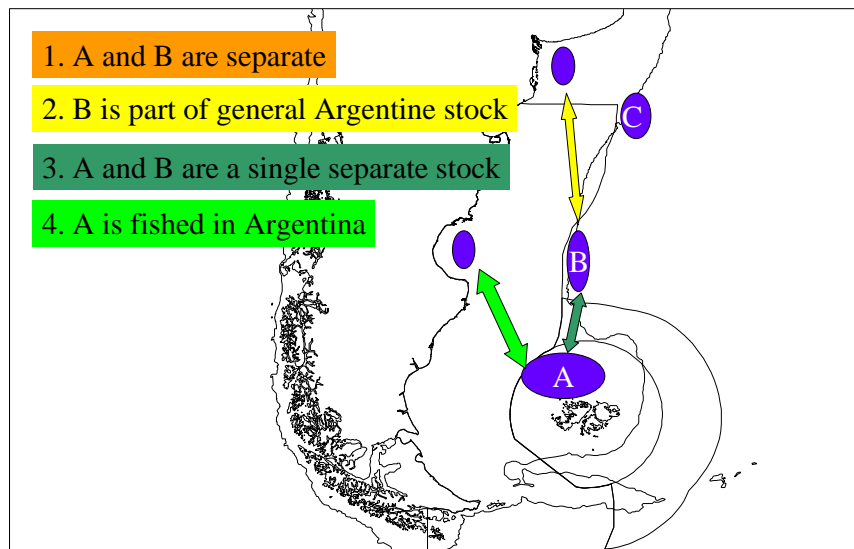 1. A and B are separate
2. B is part of general Argentine stock
3. A and B are a single separate stock
4. A is fished in Argentina
C
B
A